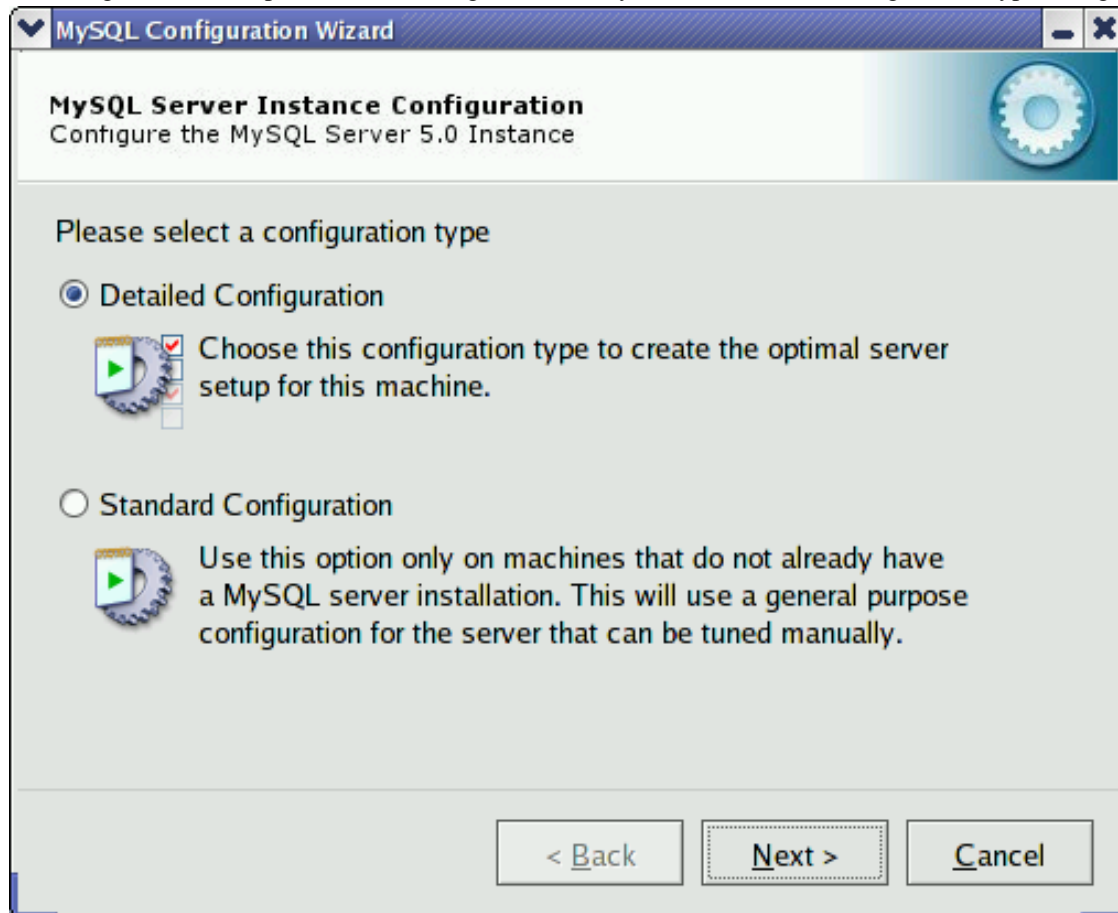 MySQL Configuration Wizard
MySQL Server Instance Configuration
Configure the MySQL Server 5.0 Instance
Please select a configuration type
Detailed Configuration
Choose this configuration type to create the optimal server
setup for this machine.
Standard Configuration
Use this option only on machines that do not already have
a MySQL server installation. This will use a general purpose
configuration for the server that can be tuned manually.
< Back
Next >
Cancel